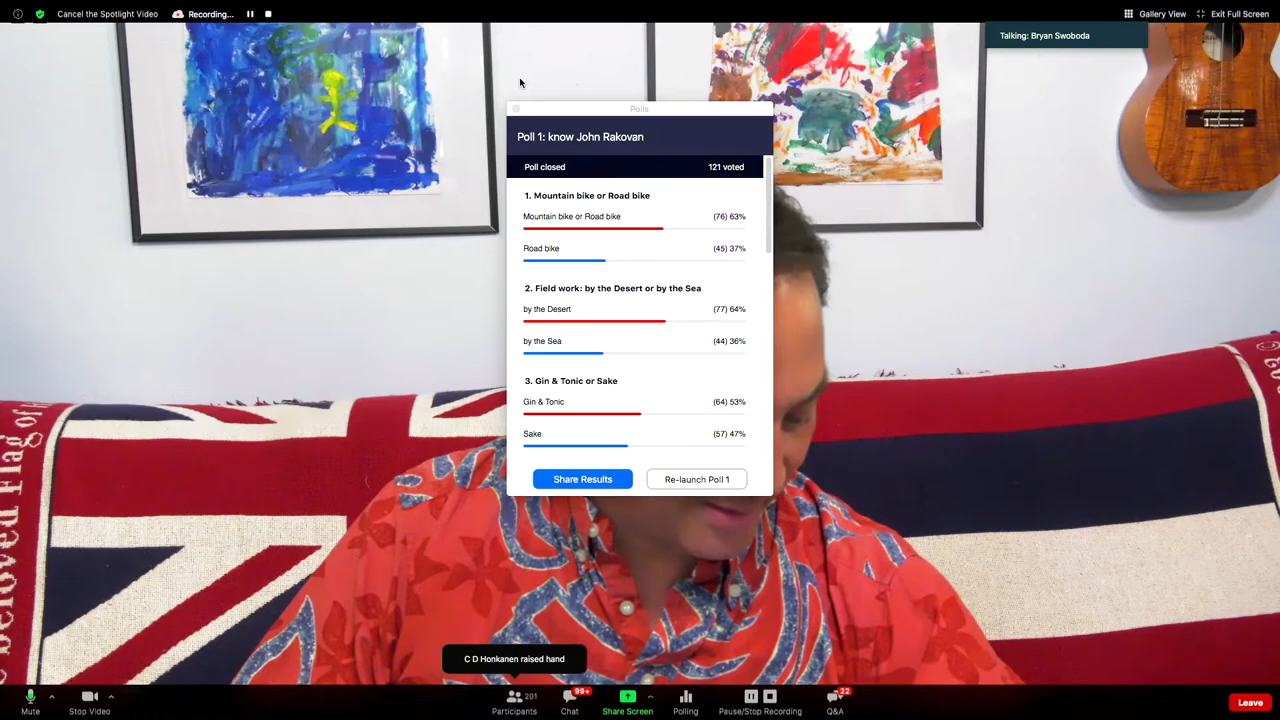 Cancel the Spotlight Video
Recording...
Gallery View
Exit Full Screen
Talking: Bryan Swoboda
Polls
Poll 1: know John Rakovan
Poll closed 121 voted
1. Mountain bike or Road bike
Mountain bike or Road bike (76) 63%
Road bike (45) 37%
2. Field work: by the Desert or by the Sea
by the Desert (77) 64%
by the Sea (44) 36%
3. Gin & Tonic or Sake
Gin & Tonic (64) 53%
Sake (57) 47%
Share Results Re-launch Poll 1
Beloved Flag of
C D Honkanen raised hand
201 99+ 22
Mute Stop Video Participants Chat Share Screen Polling Pause/Stop Recording Q&A Leave